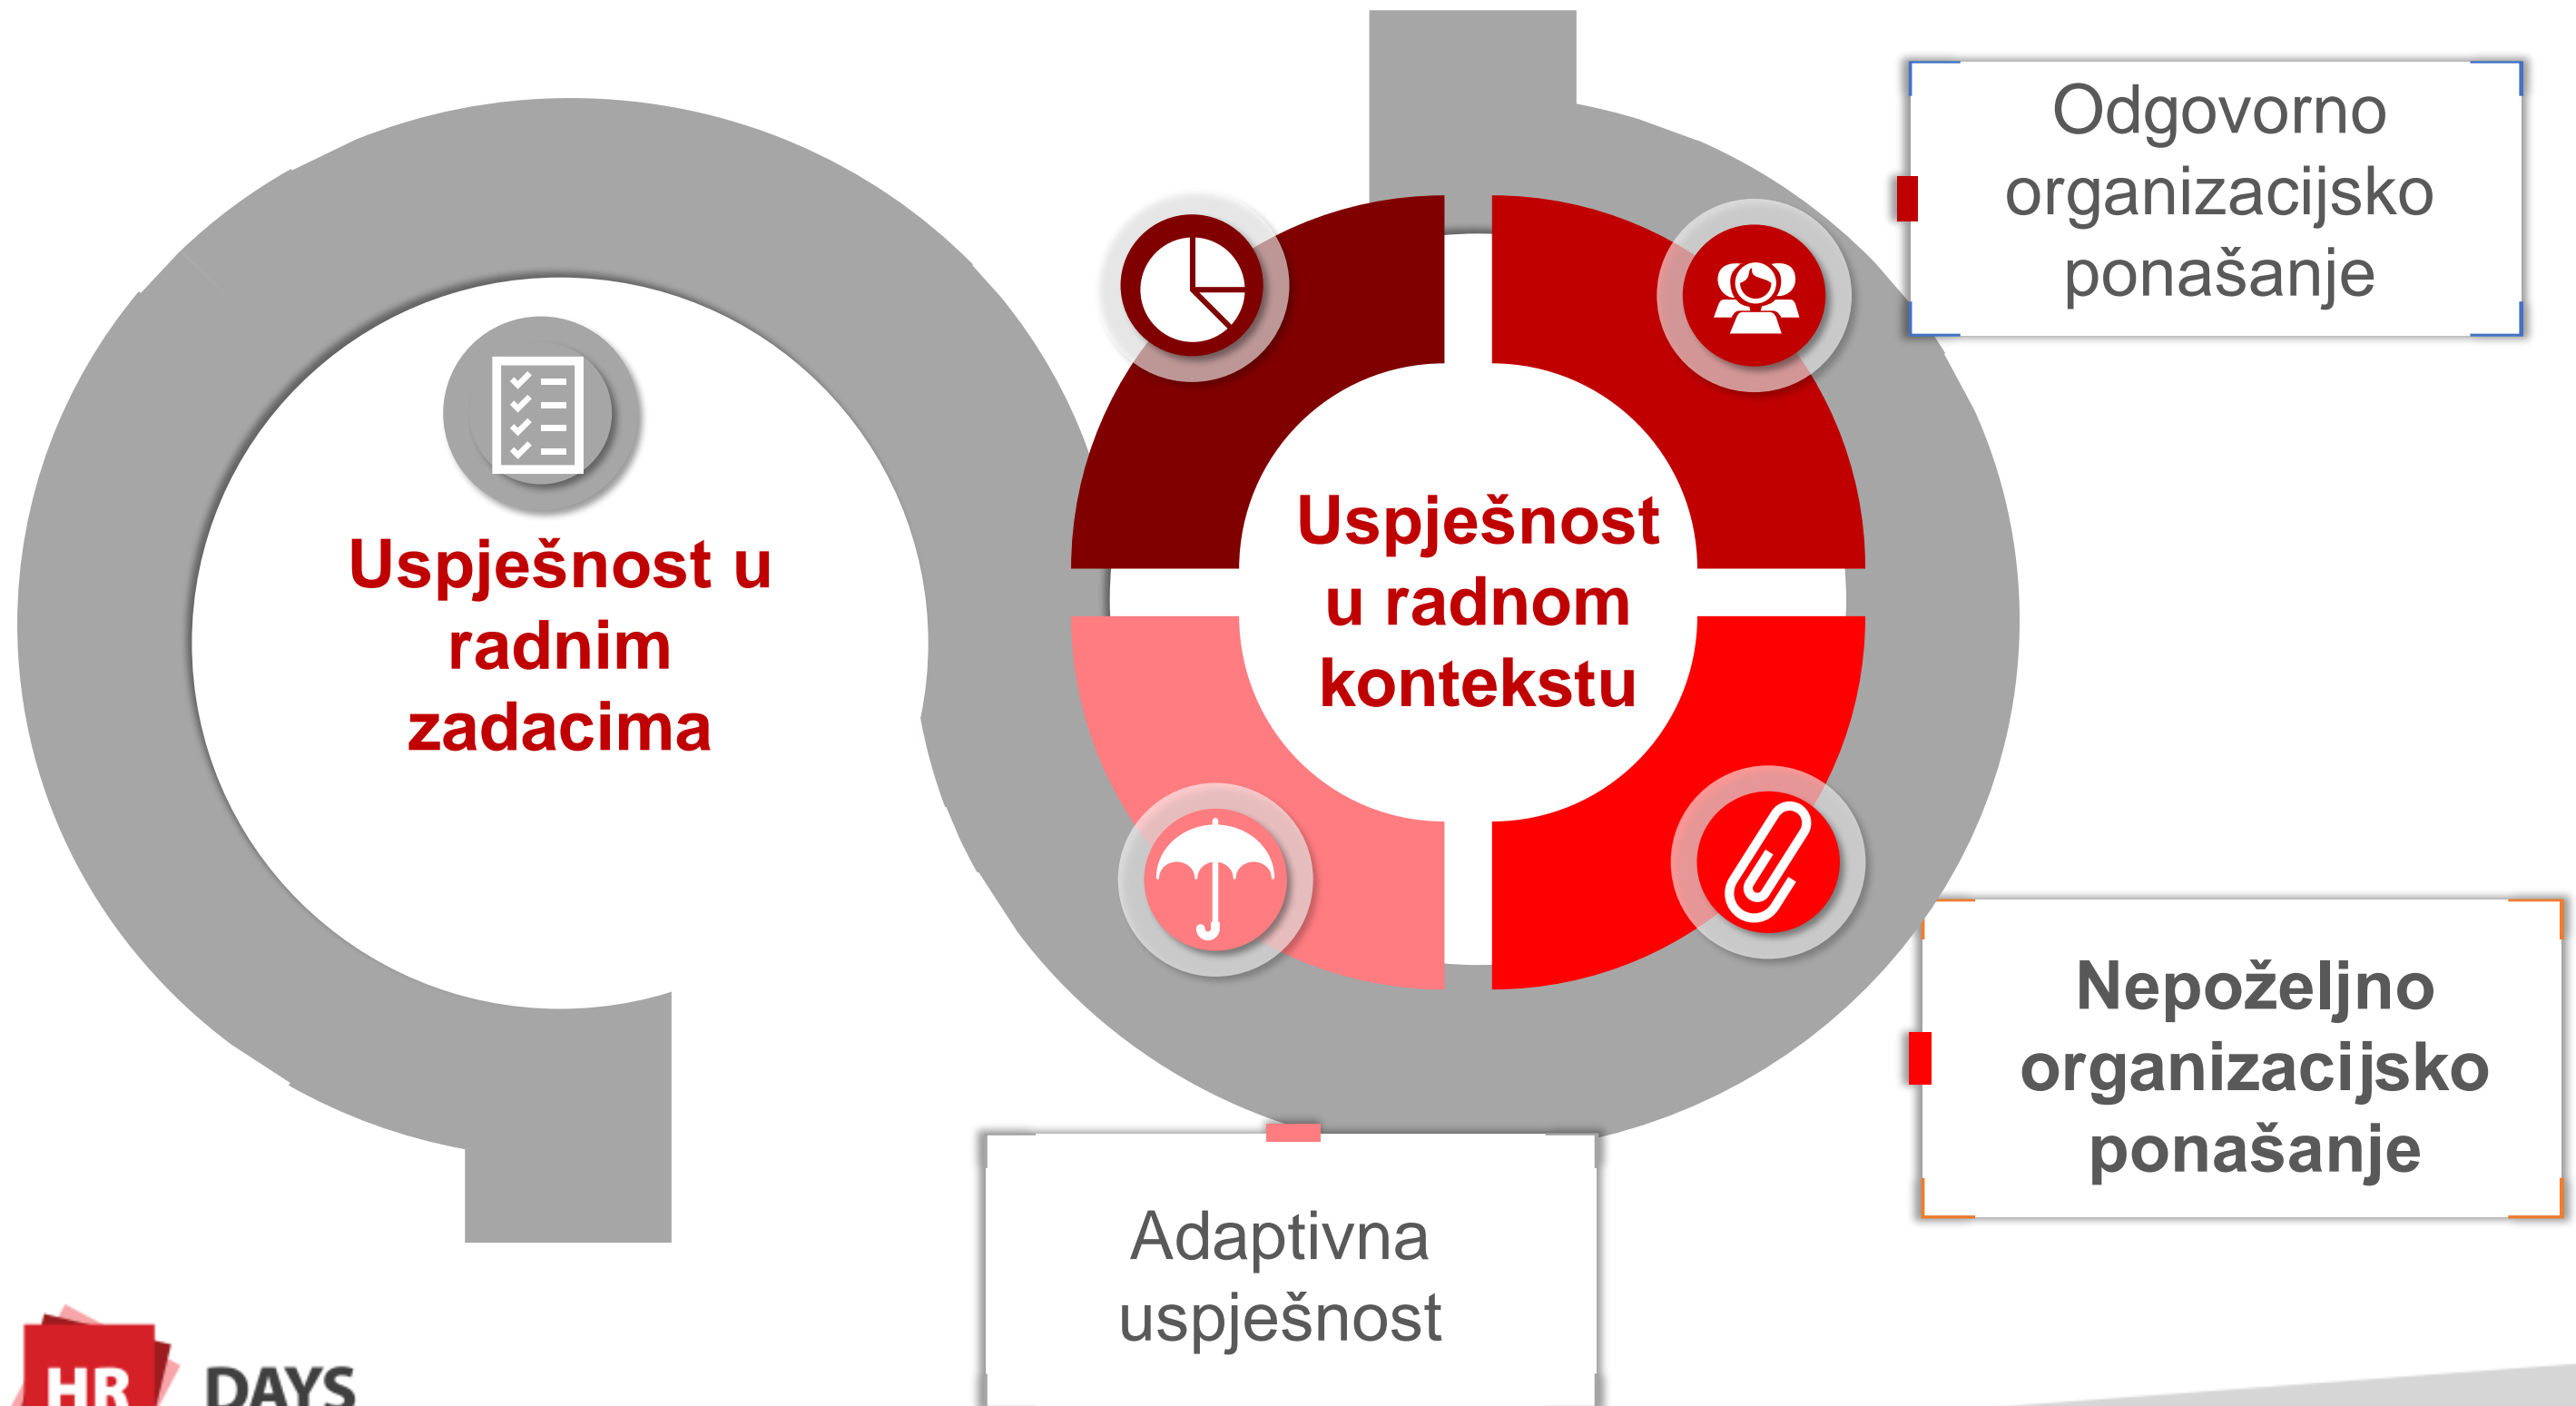 Odgovorno
organizacijsko
ponašanje
Uspješnost u
radnim
zadacima
Uspješnost
u radnom
kontekstu
Nepoželjno
organizacijsko
ponašanje
Adaptivna
uspješnost
HR DAYS